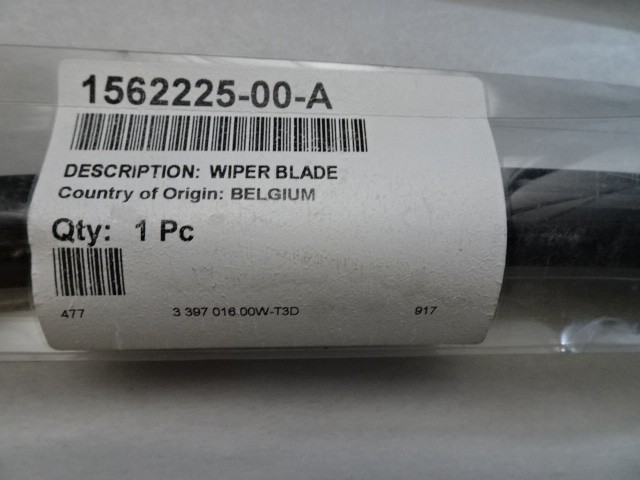 1562225-00-A
DESCRIPTION: WIPER BLADE
Country of Origin: BELGIUM
Qty: 1 Pc
477 3 397 016.00W-T3D 917